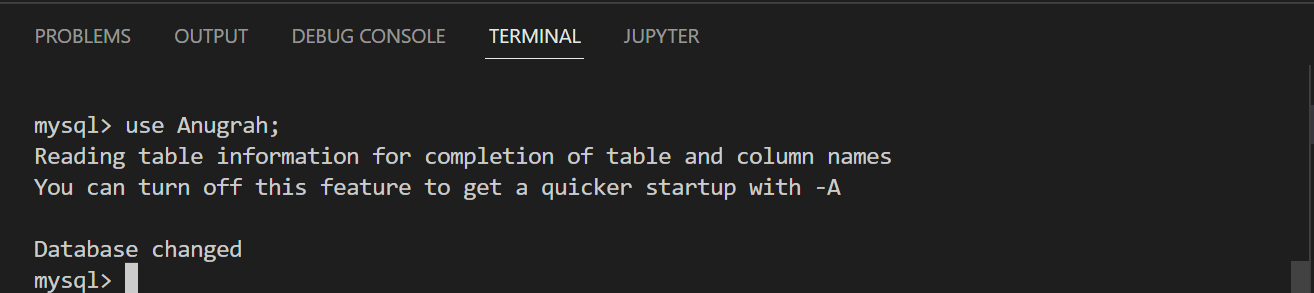 PROBLEMS OUTPUT DEBUG CONSOLE TERMINAL JUPYTER
mysql> use Anugrah;
Reading table information for completion of table and column names
You can turn off this feature to get a quicker startup with -A
Database changed
mysql>